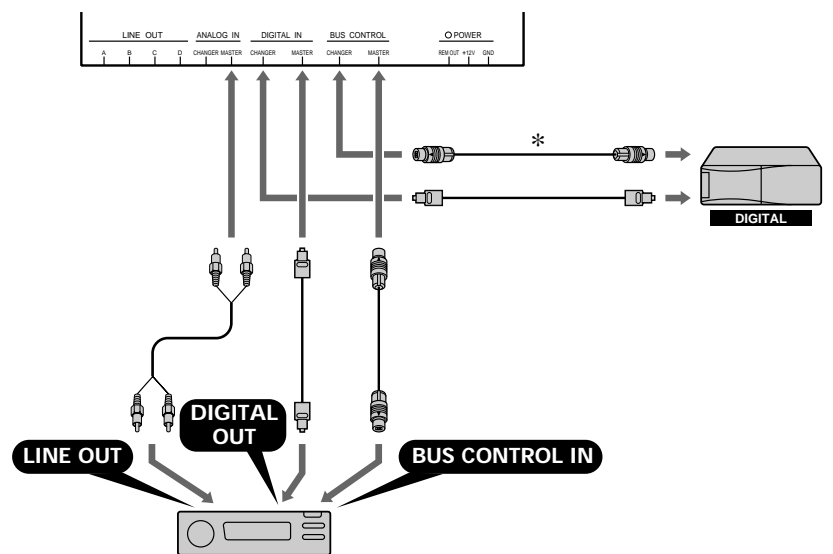 LINE OUT ANALOG IN DIGITAL IN BUS CONTROL POWER
A B C D CHANGER MASTER CHANGER MASTER CHANGER MASTER REM OUT +12V GND
*
DIGITAL
DIGITAL
OUT
LINE OUT
BUS CONTROL IN